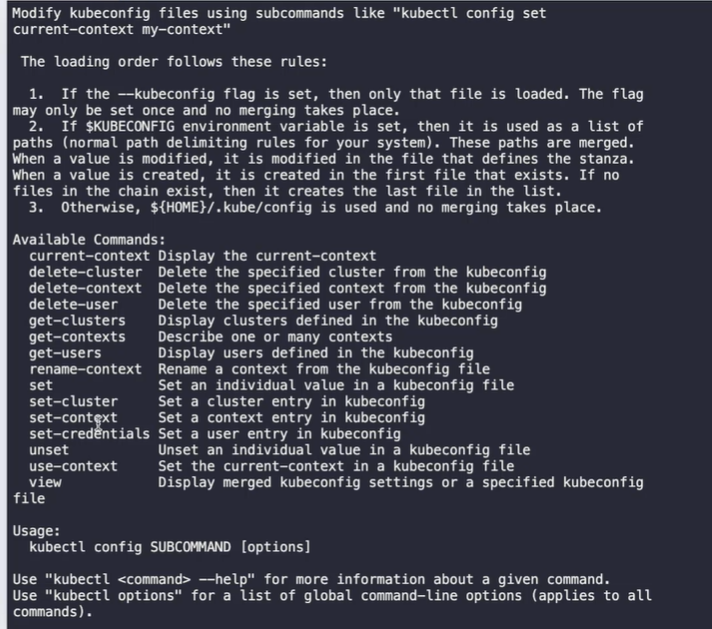 Modify kubeconfig files using subcommands like "kubectl config set
current-context my-context"
The loading order follows these rules:
1. If the --kubeconfig flag is set, then only that file is loaded. The flag
may only be set once and no merging takes place.
2. If $KUBECONFIG environment variable is set, then it is used as a list of
paths (normal path delimiting rules for your system). These paths are merged.
When a value is modified, it is modified in the file that defines the stanza.
When a value is created, it is created in the first file that exists. If no
files in the chain exist, then it creates the last file in the list.
3. Otherwise, ${HOME}/.kube/config is used and no merging takes place.
Available Commands:
current-context Display the current-context
delete-cluster Delete the specified cluster from the kubeconfig
delete-context Delete the specified context from the kubeconfig
delete-user Delete the specified user from the kubeconfig
get-clusters Display clusters defined in the kubeconfig
get-contexts Describe one or many contexts
get-users Display users defined in the kubeconfig
rename-context Rename a context from the kubeconfig file
set Set an individual value in a kubeconfig file
set-cluster Set a cluster entry in kubeconfig
set-context Set a context entry in kubeconfig
set-credentials Set a user entry in kubeconfig
unset Unset an individual value in a kubeconfig file
use-context Set the current-context in a kubeconfig file
view Display merged kubeconfig settings or a specified kubeconfig
file
Usage:
kubectl config SUBCOMMAND [options]
Use "kubectl <command> --help" for more information about a given command.
Use "kubectl options" for a list of global command-line options (applies to all
commands).